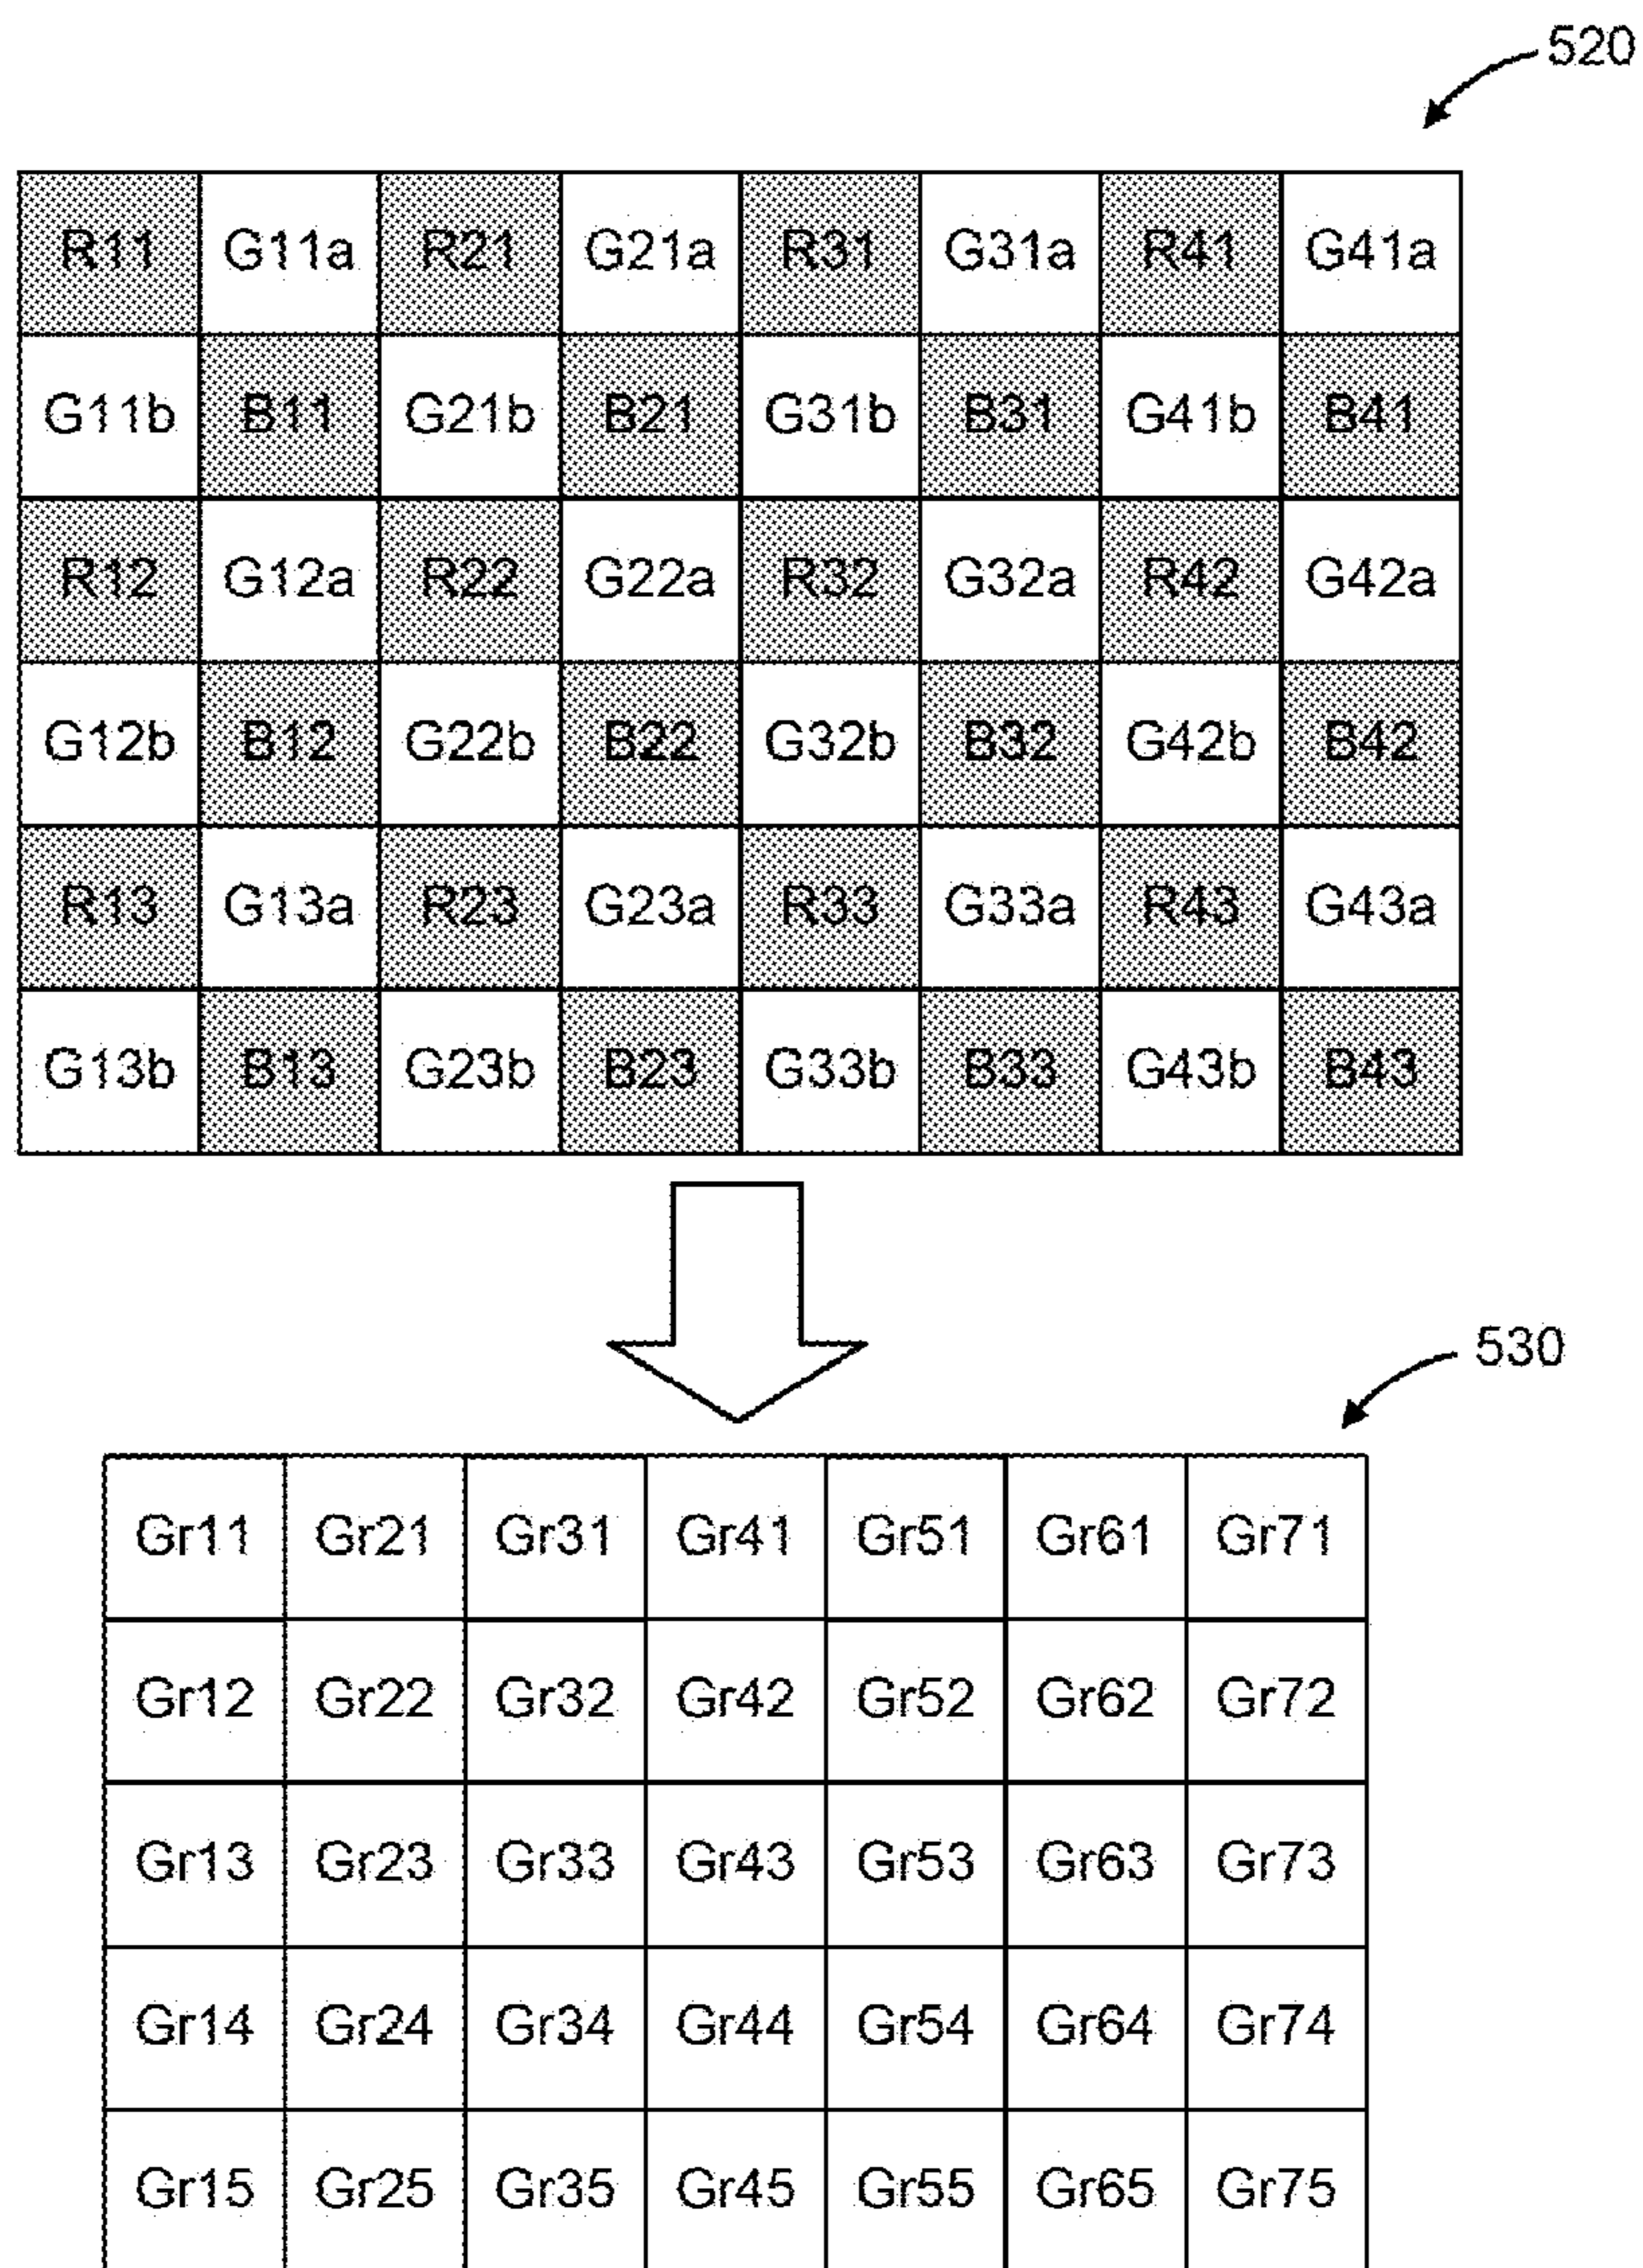 520
R11 G11a R21 G21a R31 G31a R41 G41a
G11b B11 G21b B21 G31b B31 G41b B41
R12 G12a R22 G22a R32 G32a R42 G42a
G12b B12 G22b B22 G32b B32 G42b B42
R13 G13a R23 G23a R33 G33a R43 G43a
G13b B13 G23b B23 G33b B33 G43b B43
530
Gr11 Gr21 Gr31 Gr41 Gr51 Gr61 Gr71
Gr12 Gr22 Gr32 Gr42 Gr52 Gr62 Gr72
Gr13 Gr23 Gr33 Gr43 Gr53 Gr63 Gr73
Gr14 Gr24 Gr34 Gr44 Gr54 Gr64 Gr74
Gr15 Gr25 Gr35 Gr45 Gr55 Gr65 Gr75